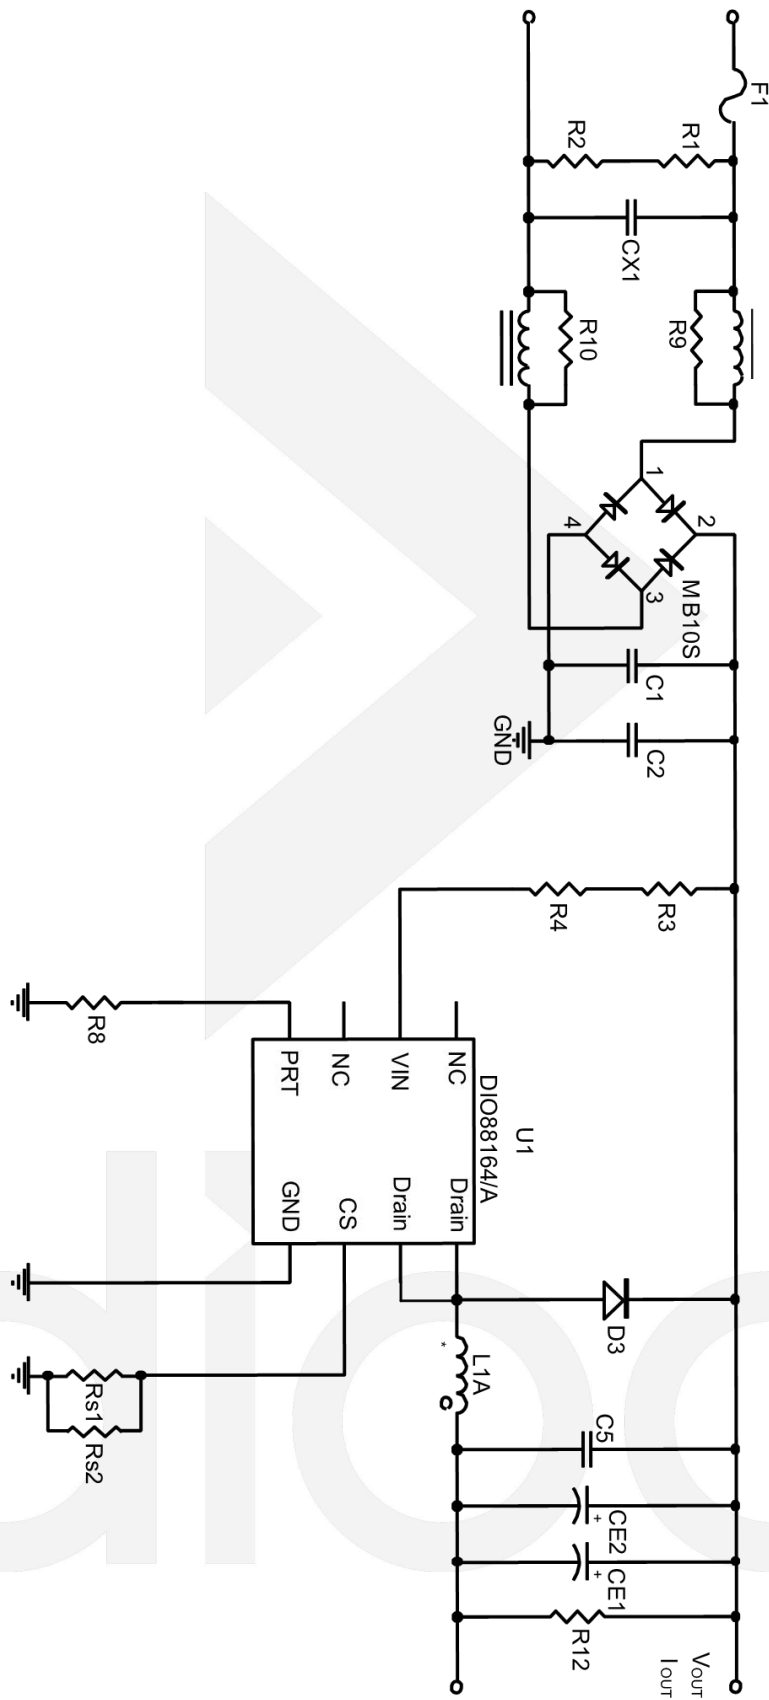 F1
R1
R2
CX1
R9
R10
1
2
3
4
MB10S
C1
C2
GND
R3
R4
R8
U1
DIO88164/A
NC
VIN
NC
PRT
Drain
Drain
CS
GND
D3
*
L1A
Rs1
Rs2
C5
CE2
+
CE1
+
R12
VOUT
IOUT
dioo